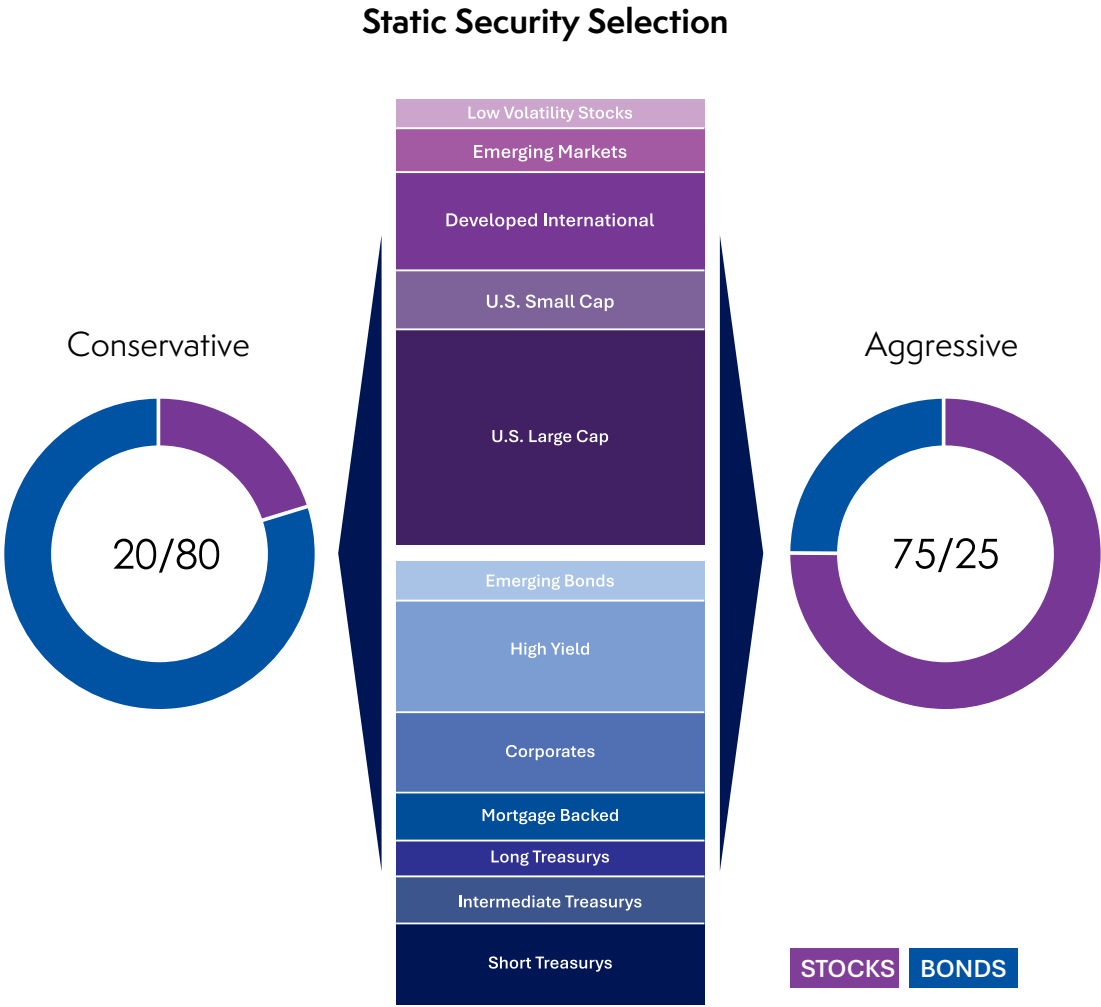 Static Security Selection
Low Volatility Stocks
Emerging Markets
Developed International
U.S. Small Cap
U.S. Large Cap
Conservative
20/80
Aggressive
75/25
Emerging Bonds
High Yield
Corporates
Mortgage Backed
Long Treasurys
Intermediate Treasurys
Short Treasurys
STOCKS
BONDS